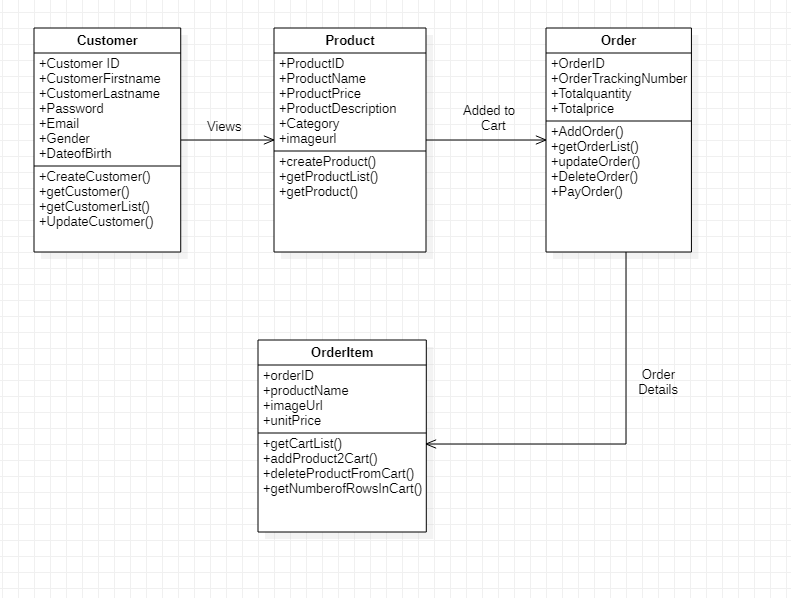 Customer
+Customer ID
+CustomerFirstname
+CustomerLastname
+Password
+Email
+Gender
+DateofBirth
+CreateCustomer()
+getCustomer()
+getCustomerList()
+UpdateCustomer()
Views
Product
+ProductID
+ProductName
+ProductPrice
+ProductDescription
+Category
+imageurl
+createProduct()
+getProductList()
+getProduct()
Added to
Cart
Order
+OrderID
+OrderTrackingNumber
+Totalquantity
+Totalprice
+AddOrder()
+getOrderList()
+updateOrder()
+DeleteOrder()
+PayOrder()
Order
Details
OrderItem
+orderID
+productName
+imageUrl
+unitPrice
+getCartList()
+addProduct2Cart()
+deleteProductFromCart()
+getNumberofRowsInCart()